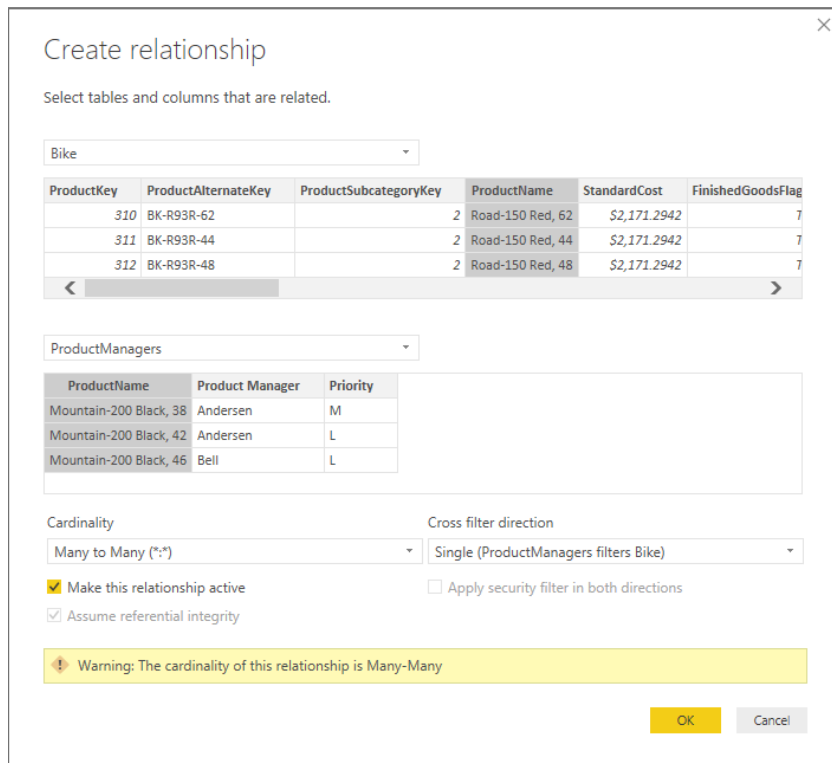 Create relationship
Select tables and columns that are related.
Bike
ProductKey ProductAlternateKey ProductSubcategoryKey ProductName StandardCost FinishedGoodsFlag
310 BK-R93R-62 2 Road-150 Red, 62 $2,171.2942
311 BK-R93R-44 2 Road-150 Red, 44 $2,171.2942
312 BK-R93R-48 2 Road-150 Red, 48 $2,171.2942
ProductManagers
ProductName Product Manager Priority
Mountain-200 Black, 38 Andersen M
Mountain-200 Black, 42 Andersen L
Mountain-200 Black, 46 Bell L
Cardinality Cross filter direction
Many to Many (*:*) Single (ProductManagers filters Bike)
Make this relationship active Apply security filter in both directions
Assume referential integrity
Warning: The cardinality of this relationship is Many-Many
OK Cancel